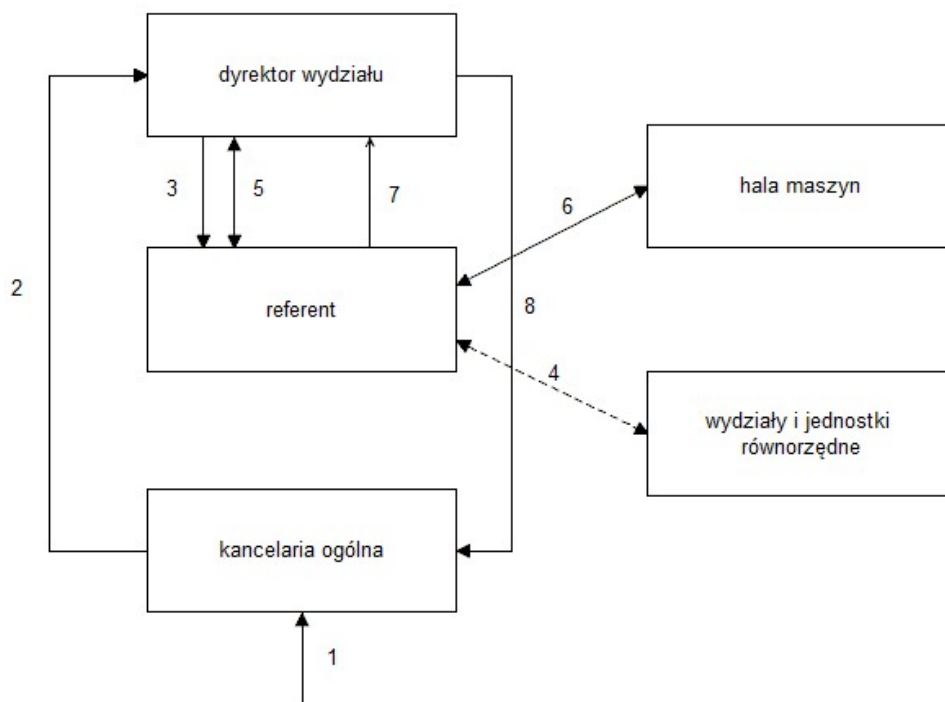 dyrektor wydziału
3
5
7
hala maszyn
6
2
referent
8
4
wydziały i jednostki
równorzędne
kancelaria ogólna
1